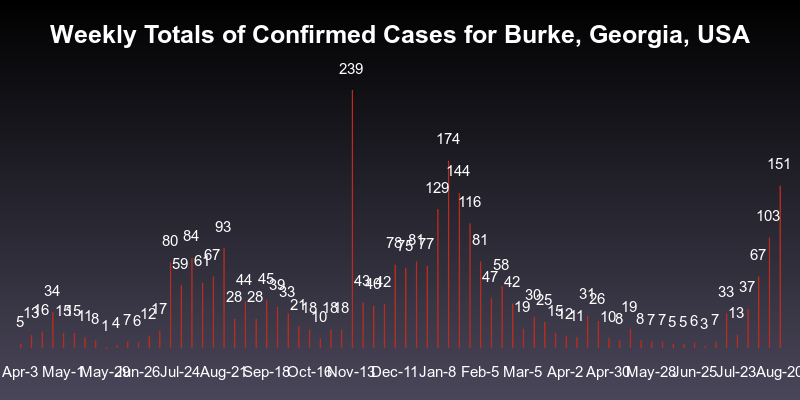 Weekly Totals of Confirmed Cases for Burke, Georgia, USA
5 13 16 34 15 15 11 8 1 4 7 6 12 17 80 59 84 61 67 93 28 44 28 45 39 33 21 18 10 18 18 239 43 40 42 78 75 81 77 129 174 144 116 81 47 58 42 19 30 25 15 12 11 31 26 10 8 19 8 7 7 5 5 6 3 7 33 13 37 67 103 151
Apr-3 May-1 May-29 Jun-26 Jul-24 Aug-21 Sep-18 Oct-16 Nov-13 Dec-11 Jan-8 Feb-5 Mar-5 Apr-2 Apr-30 May-28 Jun-25 Jul-23 Aug-20